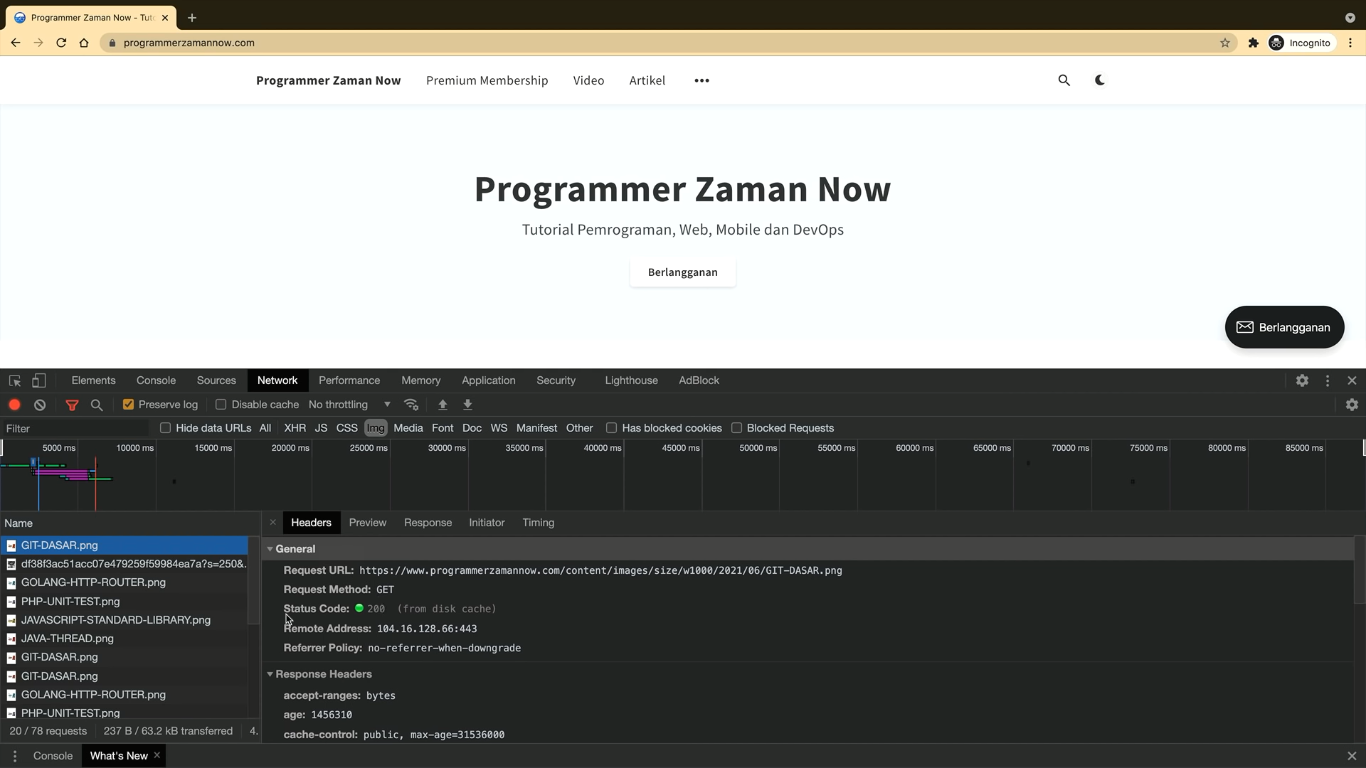 Programmer Zaman Now - Tut
Incognito
programmerzamannow.com
Programmer Zaman Now Premium Membership Video Artikel •••
Programmer Zaman Now
Tutorial Pemrograman, Web, Mobile dan DevOps
Berlangganan
Berlangganan
Elements Console Sources Network Performance Memory Application Security Lighthouse AdBlock
Preserve log Disable cache No throttling
Filter Hide data URLs All XHR JS CSS Img Media Font Doc WS Manifest Other Has blocked cookies Blocked Requests
5000 ms 10000 ms 15000 ms 20000 ms 25000 ms 30000 ms 35000 ms 40000 ms 45000 ms 50000 ms 55000 ms 60000 ms 65000 ms 70000 ms 75000 ms 80000 ms 85000 ms
Name
GIT-DASAR.png
df38f3ac51acc07e479259f59984ea7a?s=250&.
GOLANG-HTTP-ROUTER.png
PHP-UNIT-TEST.png
JAVASCRIPT-STANDARD-LIBRARY.png
JAVA-THREAD.png
GIT-DASAR.png
GIT-DASAR.png
GOLANG-HTTP-ROUTER.png
PHP-UNIT-TEST.png
20 / 78 requests 237 B / 63.2 kB transferred 4.
Headers Preview Response Initiator Timing
General
Request URL: https://www.programmerzamannow.com/content/images/size/w1000/2021/06/GIT-DASAR.png
Request Method: GET
Status Code: 200 (from disk cache)
Remote Address: 104.16.128.66:443
Referrer Policy: no-referrer-when-downgrade
Response Headers
accept-ranges: bytes
age: 1456310
cache-control: public, max-age=31536000
Console What's New